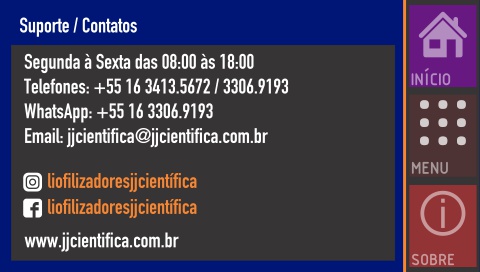 Suporte / Contatos
Segunda à Sexta das 08:00 às 18:00
Telefones: +55 16 3413.5672 / 3306.9193
WhatsApp: +55 16 3306.9193
Email: jjcientifica@jjcientifica.com.br
liofilizadoresjjcientífica
liofilizadoresjjcientífica
www.jjcientifica.com.br
INÍCIO
MENU
SOBRE